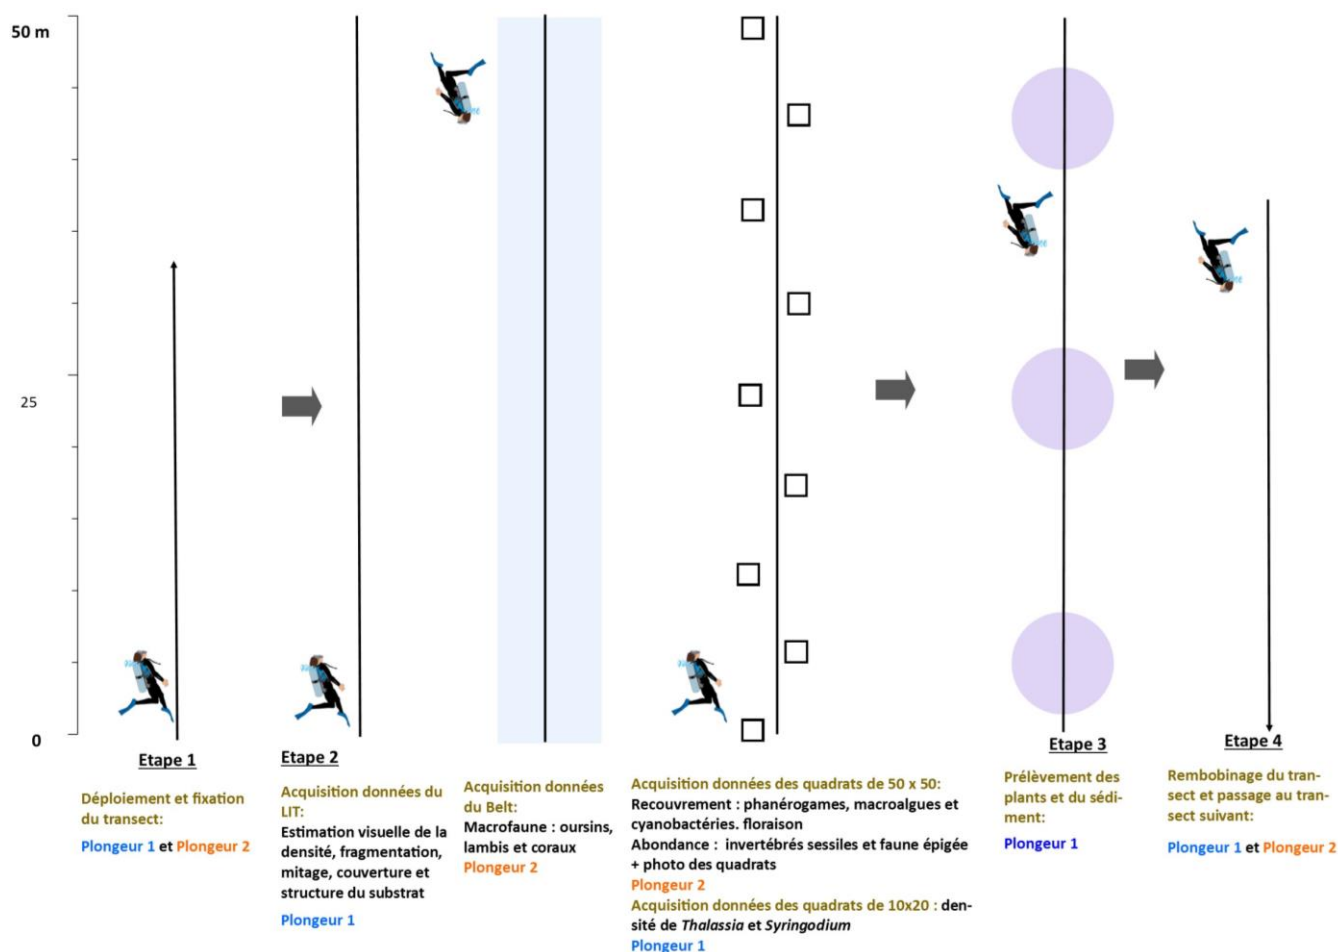 50 m
25
0
Etape 1
Déploiement et fixation
du transect:
Plongeur 1 et Plongeur 2
Etape 2
Acquisition données du
LIT:
Estimation visuelle de la
densité, fragmentation,
mitage, couverture et
structure du substrat
Plongeur 1
Acquisition données
du Belt:
Macrofaune : oursins,
lambis et coraux
Plongeur 2
Acquisition données des quadrats de 50 x 50:
Recouvrement : phanérogames, macroalgues et
cyanobactéries. floraison
Abondance : invertébrés sessiles et faune épigée
+ photo des quadrats
Plongeur 2
Acquisition données des quadrats de 10x20 : den-
sité de Thalassia et Syringodium
Plongeur 1
Etape 3
Prélèvement des
plants et du sédi-
ment:
Plongeur 1
Etape 4
Rembobinage du tran-
sect et passage au tran-
sect suivant:
Plongeur 1 et Plongeur 2